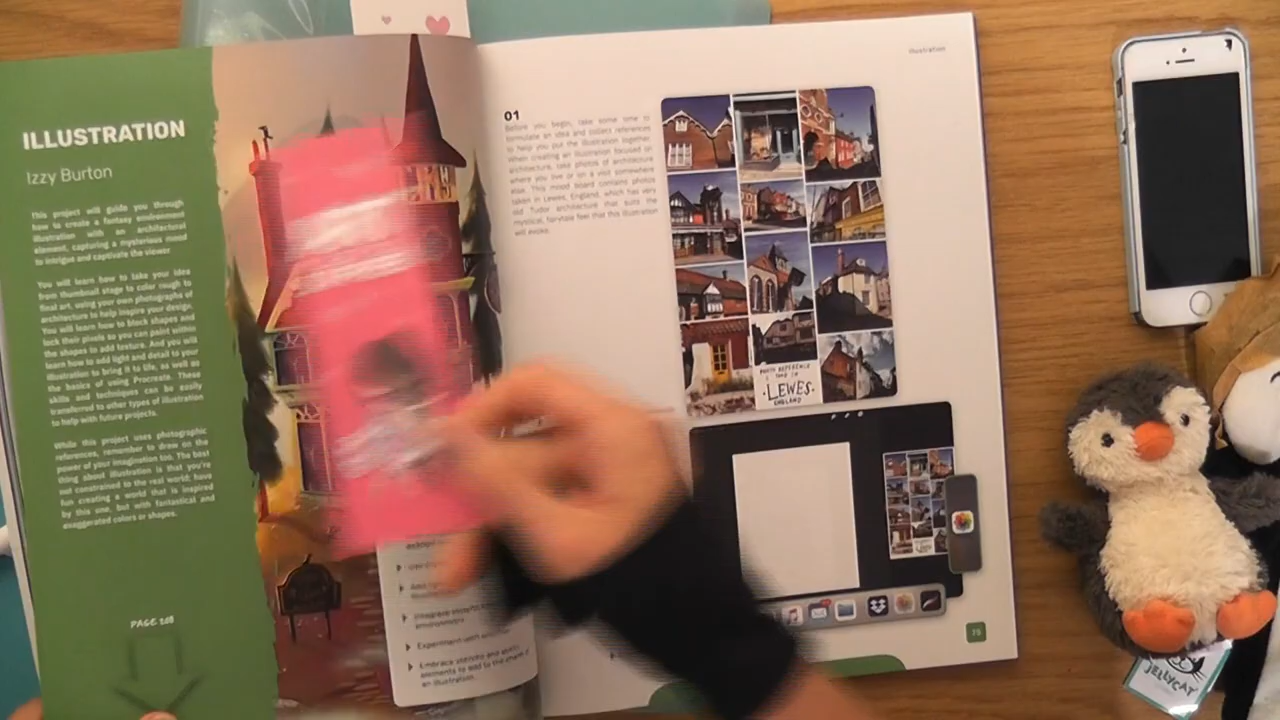 ILLUSTRATION
Izzy Burton
This project will guide you through
how to create a fantasy environment
illustration with an architectural
element, capturing a mysterious mood
to intrigue and captivate the viewer
You will learn how to take your idea
from thumbnail stage to color rough to
final art, using your own photographs of
architecture to help inspire your design.
You will learn how to block shapes and
lock their pixels so you can paint within
the shapes to add texture. And you will
learn how to add light and detail to your
illustration to bring it to life, as well as
the basics of using Procreate. These
skills and techniques can be easily
transferred to other types of illustration
to help with future projects.
While this project uses photographic
references, remember to draw on the
power of your imagination too. The best
thing about illustration is that you're
not constrained to the real world; have
fun creating a world that is inspired
by this one, but with fantastical and
exaggerated colors or shapes.
PAGE 208
Experiment with
Embrace
elements to add to the
an illustration.
Illustration
01
Before you begin, take some time to
formulate an idea and collect references
to help you put the illustration together.
When creating an illustration focused on
architecture, take photos of architecture
where you live or on a visit somewhere
else. This mood board contains photos
taken in Lewes, England, which has very
old Tudor architecture that suits the
mystical, fairytale feel that this illustration
will evoke.
PHOTO REFERENCE
I TOOK IN
·LEWES·
ENGLAND
75
JELLYCAT